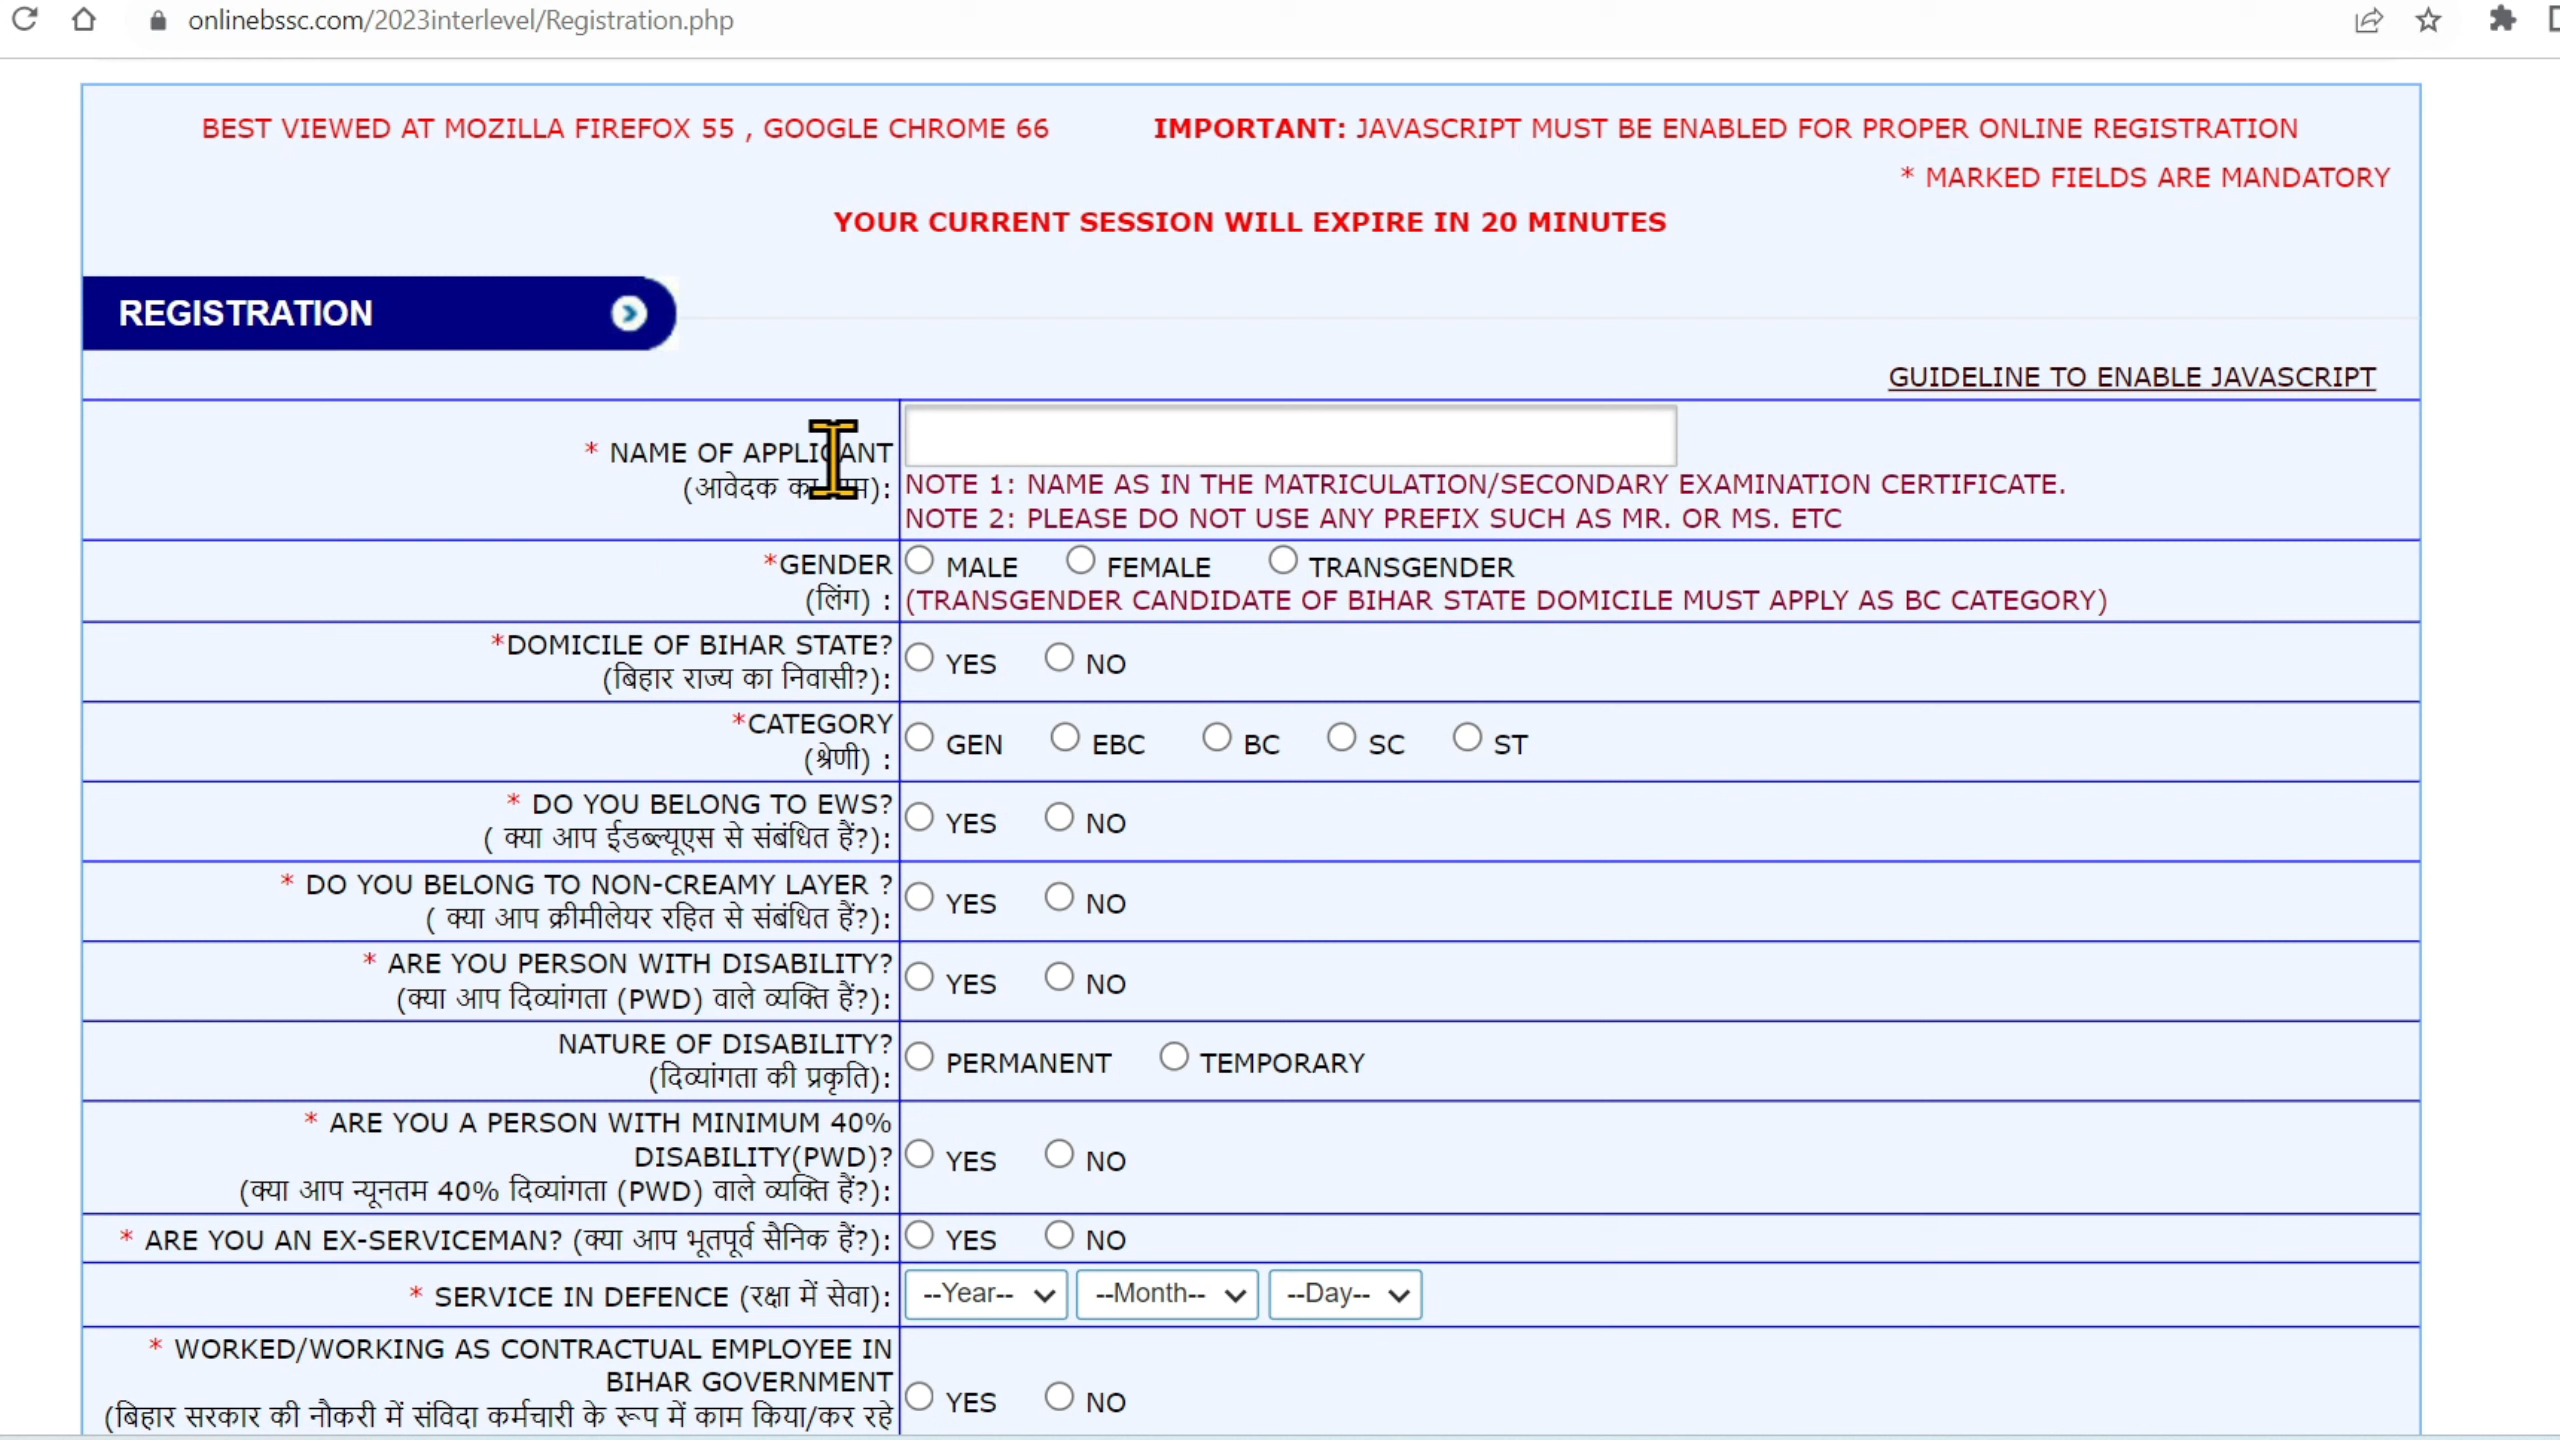 onlinebssc.com/2023interlevel/Registration.php
BEST VIEWED AT MOZILLA FIREFOX 55 , GOOGLE CHROME 66 IMPORTANT: JAVASCRIPT MUST BE ENABLED FOR PROPER ONLINE REGISTRATION
* MARKED FIELDS ARE MANDATORY
YOUR CURRENT SESSION WILL EXPIRE IN 20 MINUTES
REGISTRATION
GUIDELINE TO ENABLE JAVASCRIPT
* NAME OF APPLICANT
(आवेदक का नाम):
NOTE 1: NAME AS IN THE MATRICULATION/SECONDARY EXAMINATION CERTIFICATE.
NOTE 2: PLEASE DO NOT USE ANY PREFIX SUCH AS MR. OR MS. ETC
*GENDER
(लिंग) :
MALE FEMALE TRANSGENDER
(TRANSGENDER CANDIDATE OF BIHAR STATE DOMICILE MUST APPLY AS BC CATEGORY)
*DOMICILE OF BIHAR STATE?
(बिहार राज्य का निवासी?):
YES NO
*CATEGORY
(श्रेणी) :
GEN EBC BC SC ST
* DO YOU BELONG TO EWS?
( क्या आप ईडब्ल्यूएस से संबंधित हैं?):
YES NO
* DO YOU BELONG TO NON-CREAMY LAYER ?
( क्या आप क्रीमीलेयर रहित से संबंधित हैं?):
YES NO
* ARE YOU PERSON WITH DISABILITY?
(क्या आप दिव्यांगता (PWD) वाले व्यक्ति हैं?):
YES NO
NATURE OF DISABILITY?
(दिव्यांगता की प्रकृति):
PERMANENT TEMPORARY
* ARE YOU A PERSON WITH MINIMUM 40%
DISABILITY(PWD)?
(क्या आप न्यूनतम 40% दिव्यांगता (PWD) वाले व्यक्ति हैं?):
YES NO
* ARE YOU AN EX-SERVICEMAN? (क्या आप भूतपूर्व सैनिक हैं?): YES NO
* SERVICE IN DEFENCE (रक्षा में सेवा): --Year-- --Month-- --Day--
* WORKED/WORKING AS CONTRACTUAL EMPLOYEE IN
BIHAR GOVERNMENT
(बिहार सरकार की नौकरी में संविदा कर्मचारी के रूप में काम किया/कर रहे
YES NO